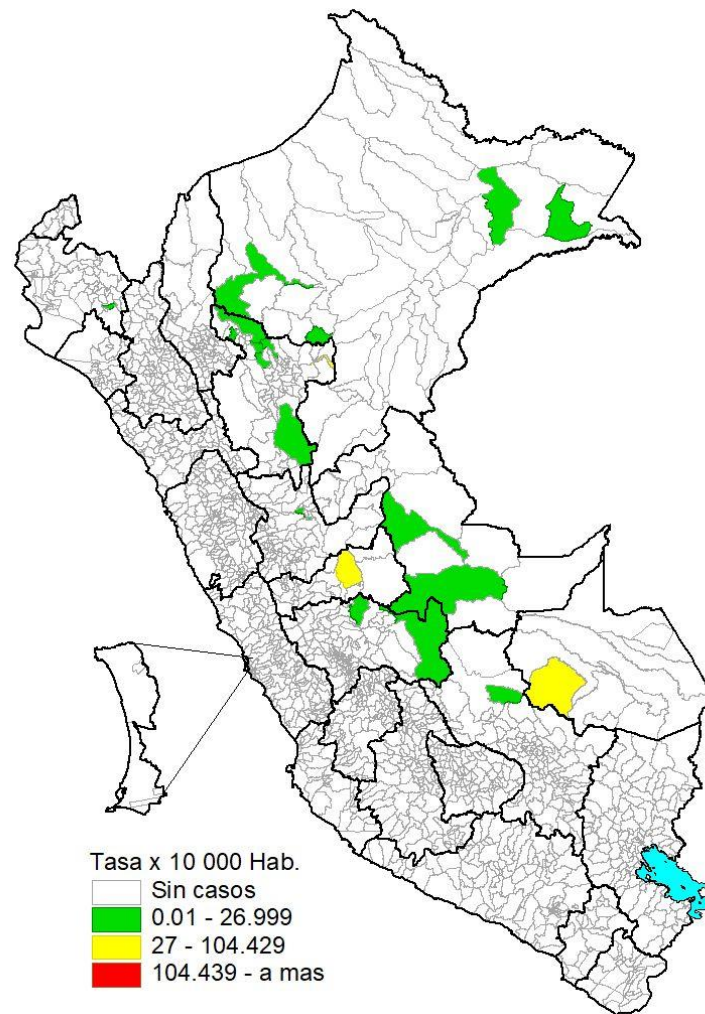 Tasa x 10 000 Hab.
Sin casos
0.01 - 26.999
27 - 104.429
104.439 - a mas